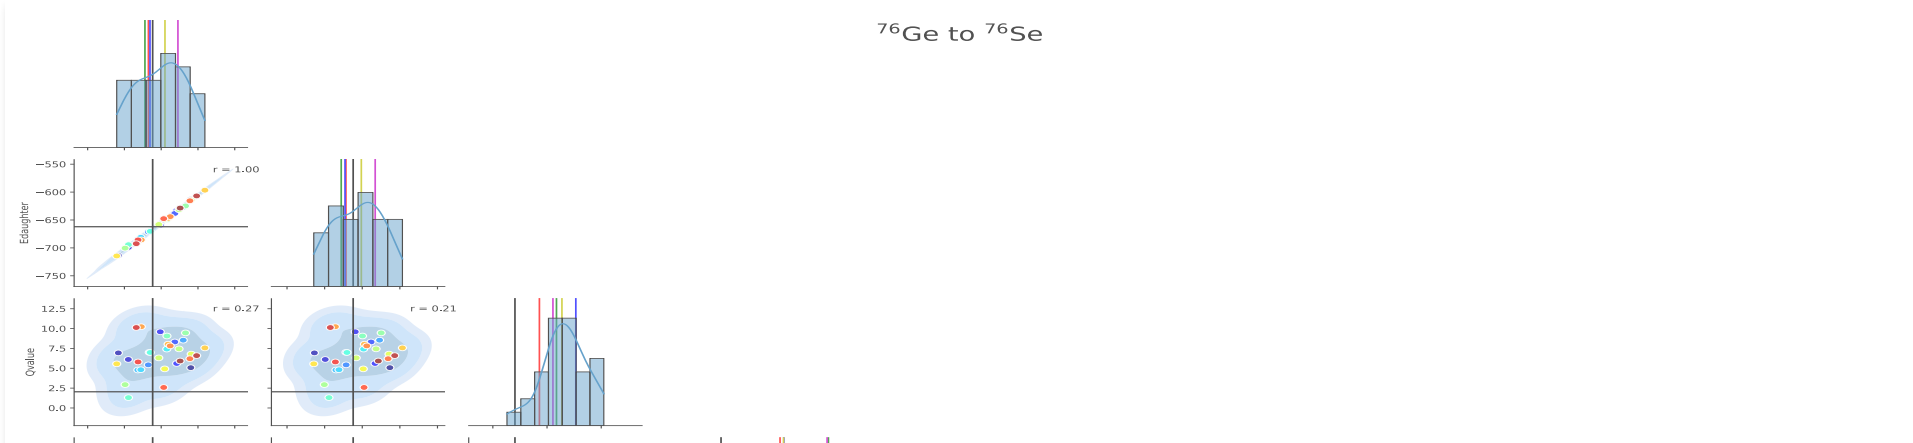 ⁷⁶Ge to ⁷⁶Se
−550
r = 1.00
−600
−650
−700
−750
Edaughter
12.5
r = 0.27
r = 0.21
10.0
7.5
5.0
2.5
0.0
Qvalue